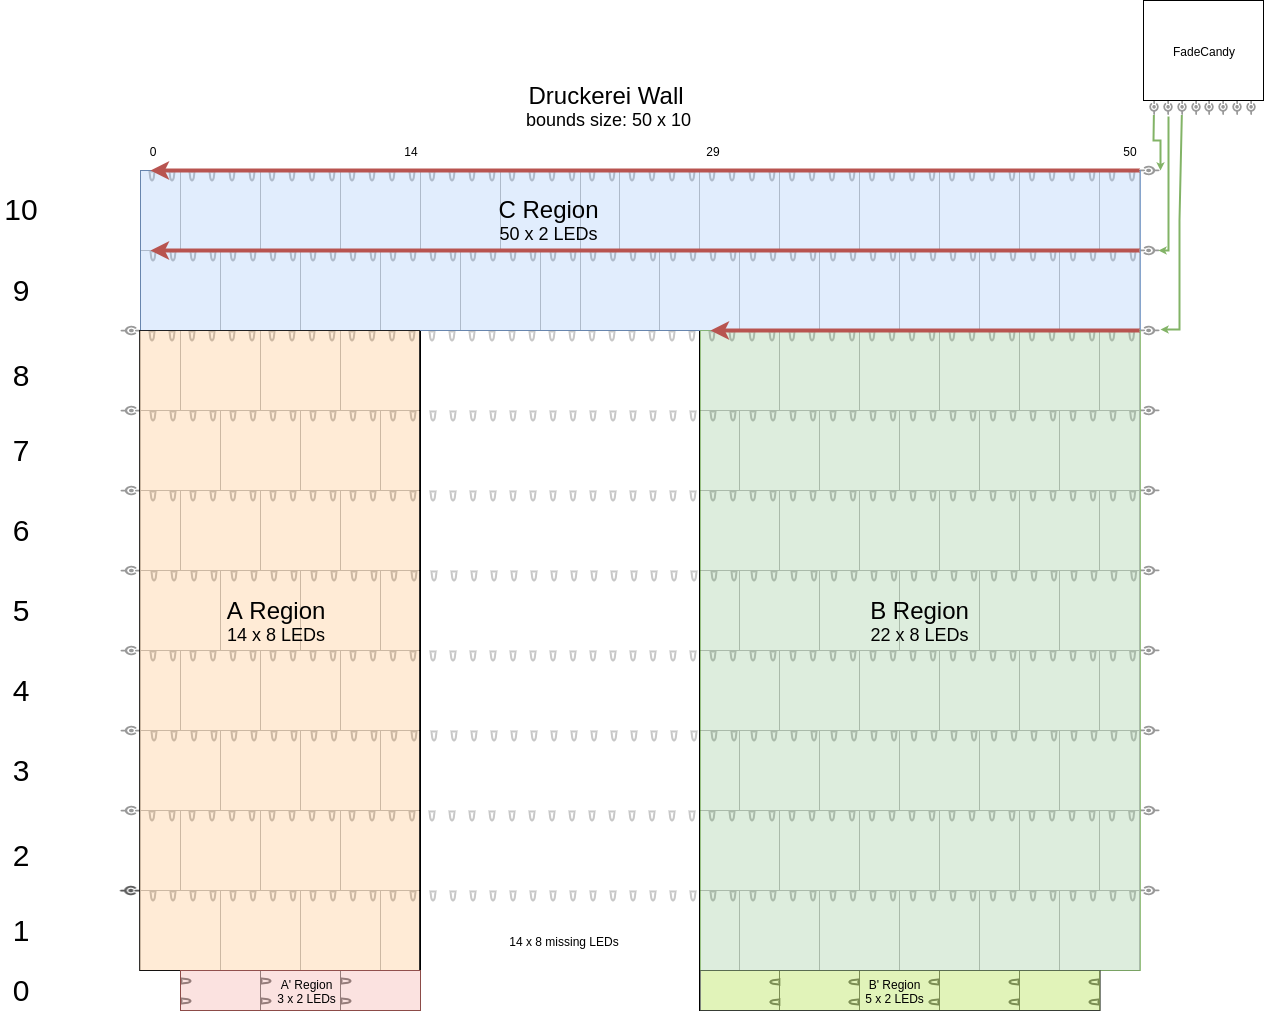 FadeCandy
Druckerei Wall
bounds size: 50 x 10
0 14 29 50
10
C Region
50 x 2 LEDs
9
8
7
6
5
A Region
14 x 8 LEDs
B Region
22 x 8 LEDs
4
3
2
1
14 x 8 missing LEDs
0
A' Region
3 x 2 LEDs
B' Region
5 x 2 LEDs